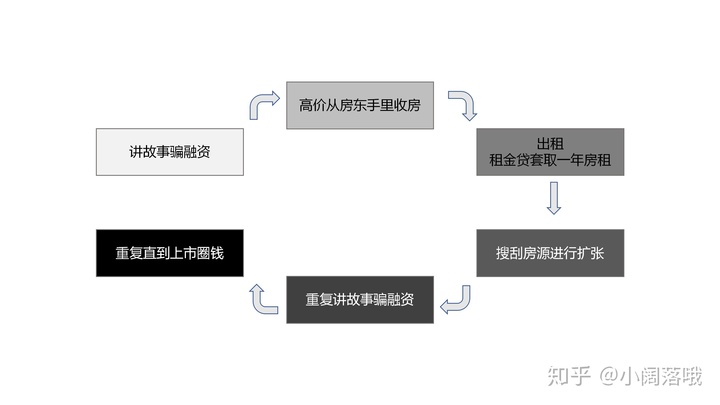 高价从房东手里收房
讲故事骗融资
出租
租金贷套取一年房租
重复直到上市圈钱
搜刮房源进行扩张
重复讲故事骗融资
知乎 @小阔落哦